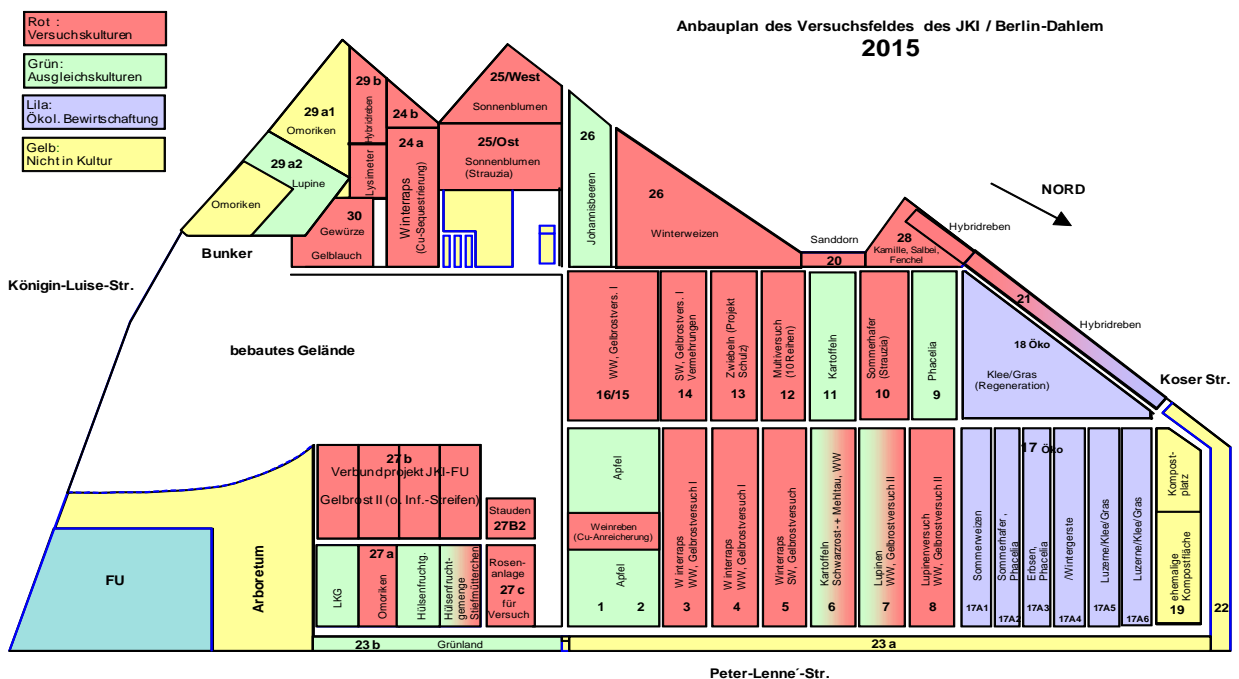 Anbauplan des Versuchsfeldes des JKI / Berlin-Dahlem
2015
Rot :
Versuchskulturen
Grün:
Ausgleichskulturen
Lila:
Ökol. Bewirtschaftung
Gelb:
Nicht in Kultur
29 a1
Omoriken
29 a2
Lupine
Omoriken
Bunker
29 b
Hybridreben
Lysimeter
30
Gewürze
Gelblauch
24 b
24 a
Winterraps
(Cu-Sequestrierung)
25/West
Sonnenblumen
25/Ost
Sonnenblumen
(Strauzia)
26
Johannisbeeren
26
Winterweizen
Sanddorn
20
28
Kamille, Salbei,
Fenchel
NORD
Hybridreben
21
Hybridreben
Königin-Luise-Str.
bebautes Gelände
Koser Str.
WW, Gelbrostvers. I
16/15
SW, Gelbrostvers. I
Vermehrungen
14
Zwiebeln (Projekt
Schulz)
13
Multiversuch
(10 Reihen)
12
Kartoffeln
11
Sommerhafer
(Strauzia)
10
Phacelia
9
18 Öko
Klee/Gras
(Regeneration)
27 b
Verbundprojekt JKI-FU
Gelbrost II (o. Inf.-Streifen)
Stauden
27B2
LKG
27 a
Omoriken
Hülsenfruchtg.
Hülsenfrucht-
gemenge
Stiefmütterchen
Rosen-
anlage
27 c
für
Versuch
FU
Arboretum
23 b
Grünland
Apfel
Weinreben
(Cu-Anreicherung)
Apfel
1
2
Winterraps
WW, Gelbrostversuch I
3
Winterraps
WW, Gelbrostversuch I
4
Winterraps
SW, Gelbrostversuch
5
Kartoffeln
Schwarzrost-+ Mehltau, WW
6
Lupinen
WW, Gelbrostversuch II
7
Lupinenversuch
WW, Gelbrostversuch II
8
17 Öko
Sommerweizen
17A1
Sommerhafer ,
Phacelia
17A2
Erbsen,
Phacelia
17A3
/Wintergerste
17A4
Luzerne/Klee/Gras
17A5
Luzerne/Klee/Gras
17A6
Kompost-
platz
ehemalige
Kompostfläche
19
22
23 a
Peter-Lenne´-Str.